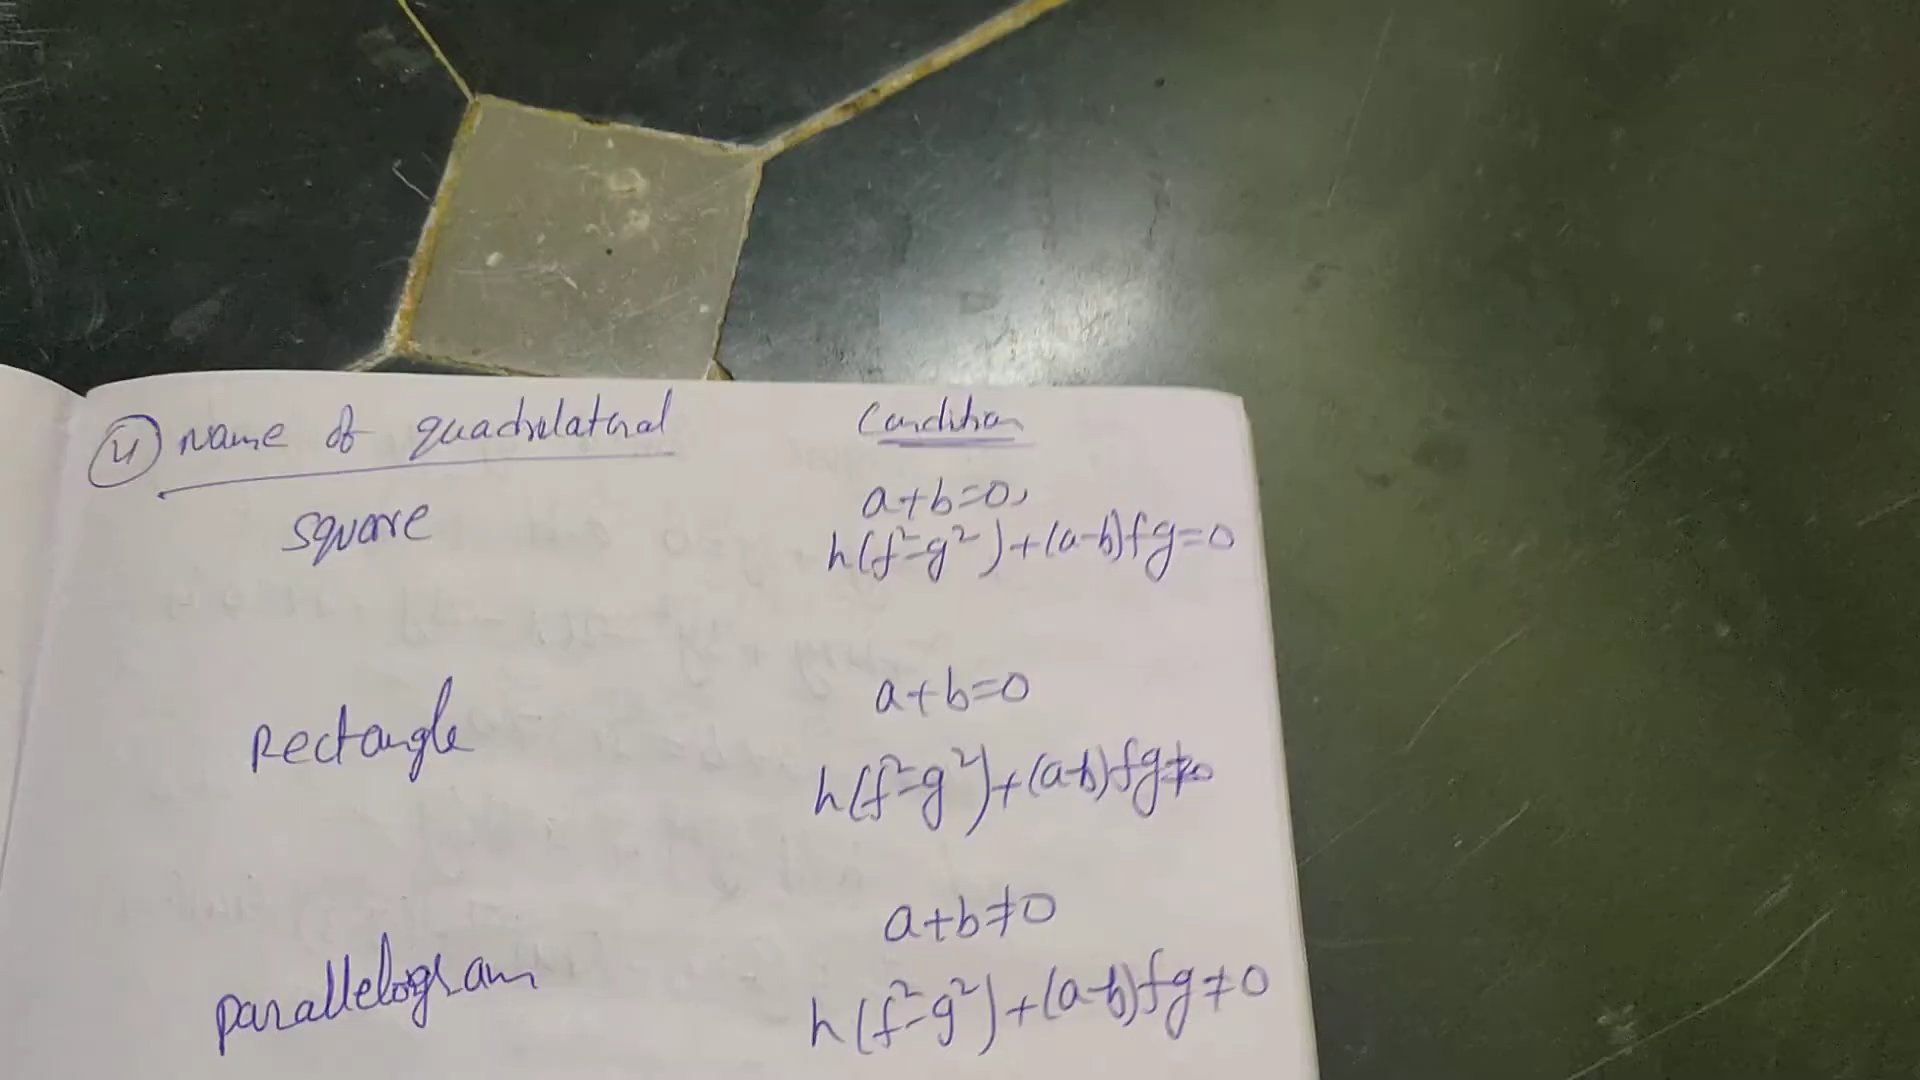 ④ Name of quadrilateral Condition
square a+b=0,
h(f²-g²)+(a-b)fg=0
Rectangle a+b=0
h(f²-g²)+(a-b)fg≠0
parallelogram a+b≠0
h(f²-g²)+(a-b)fg≠0